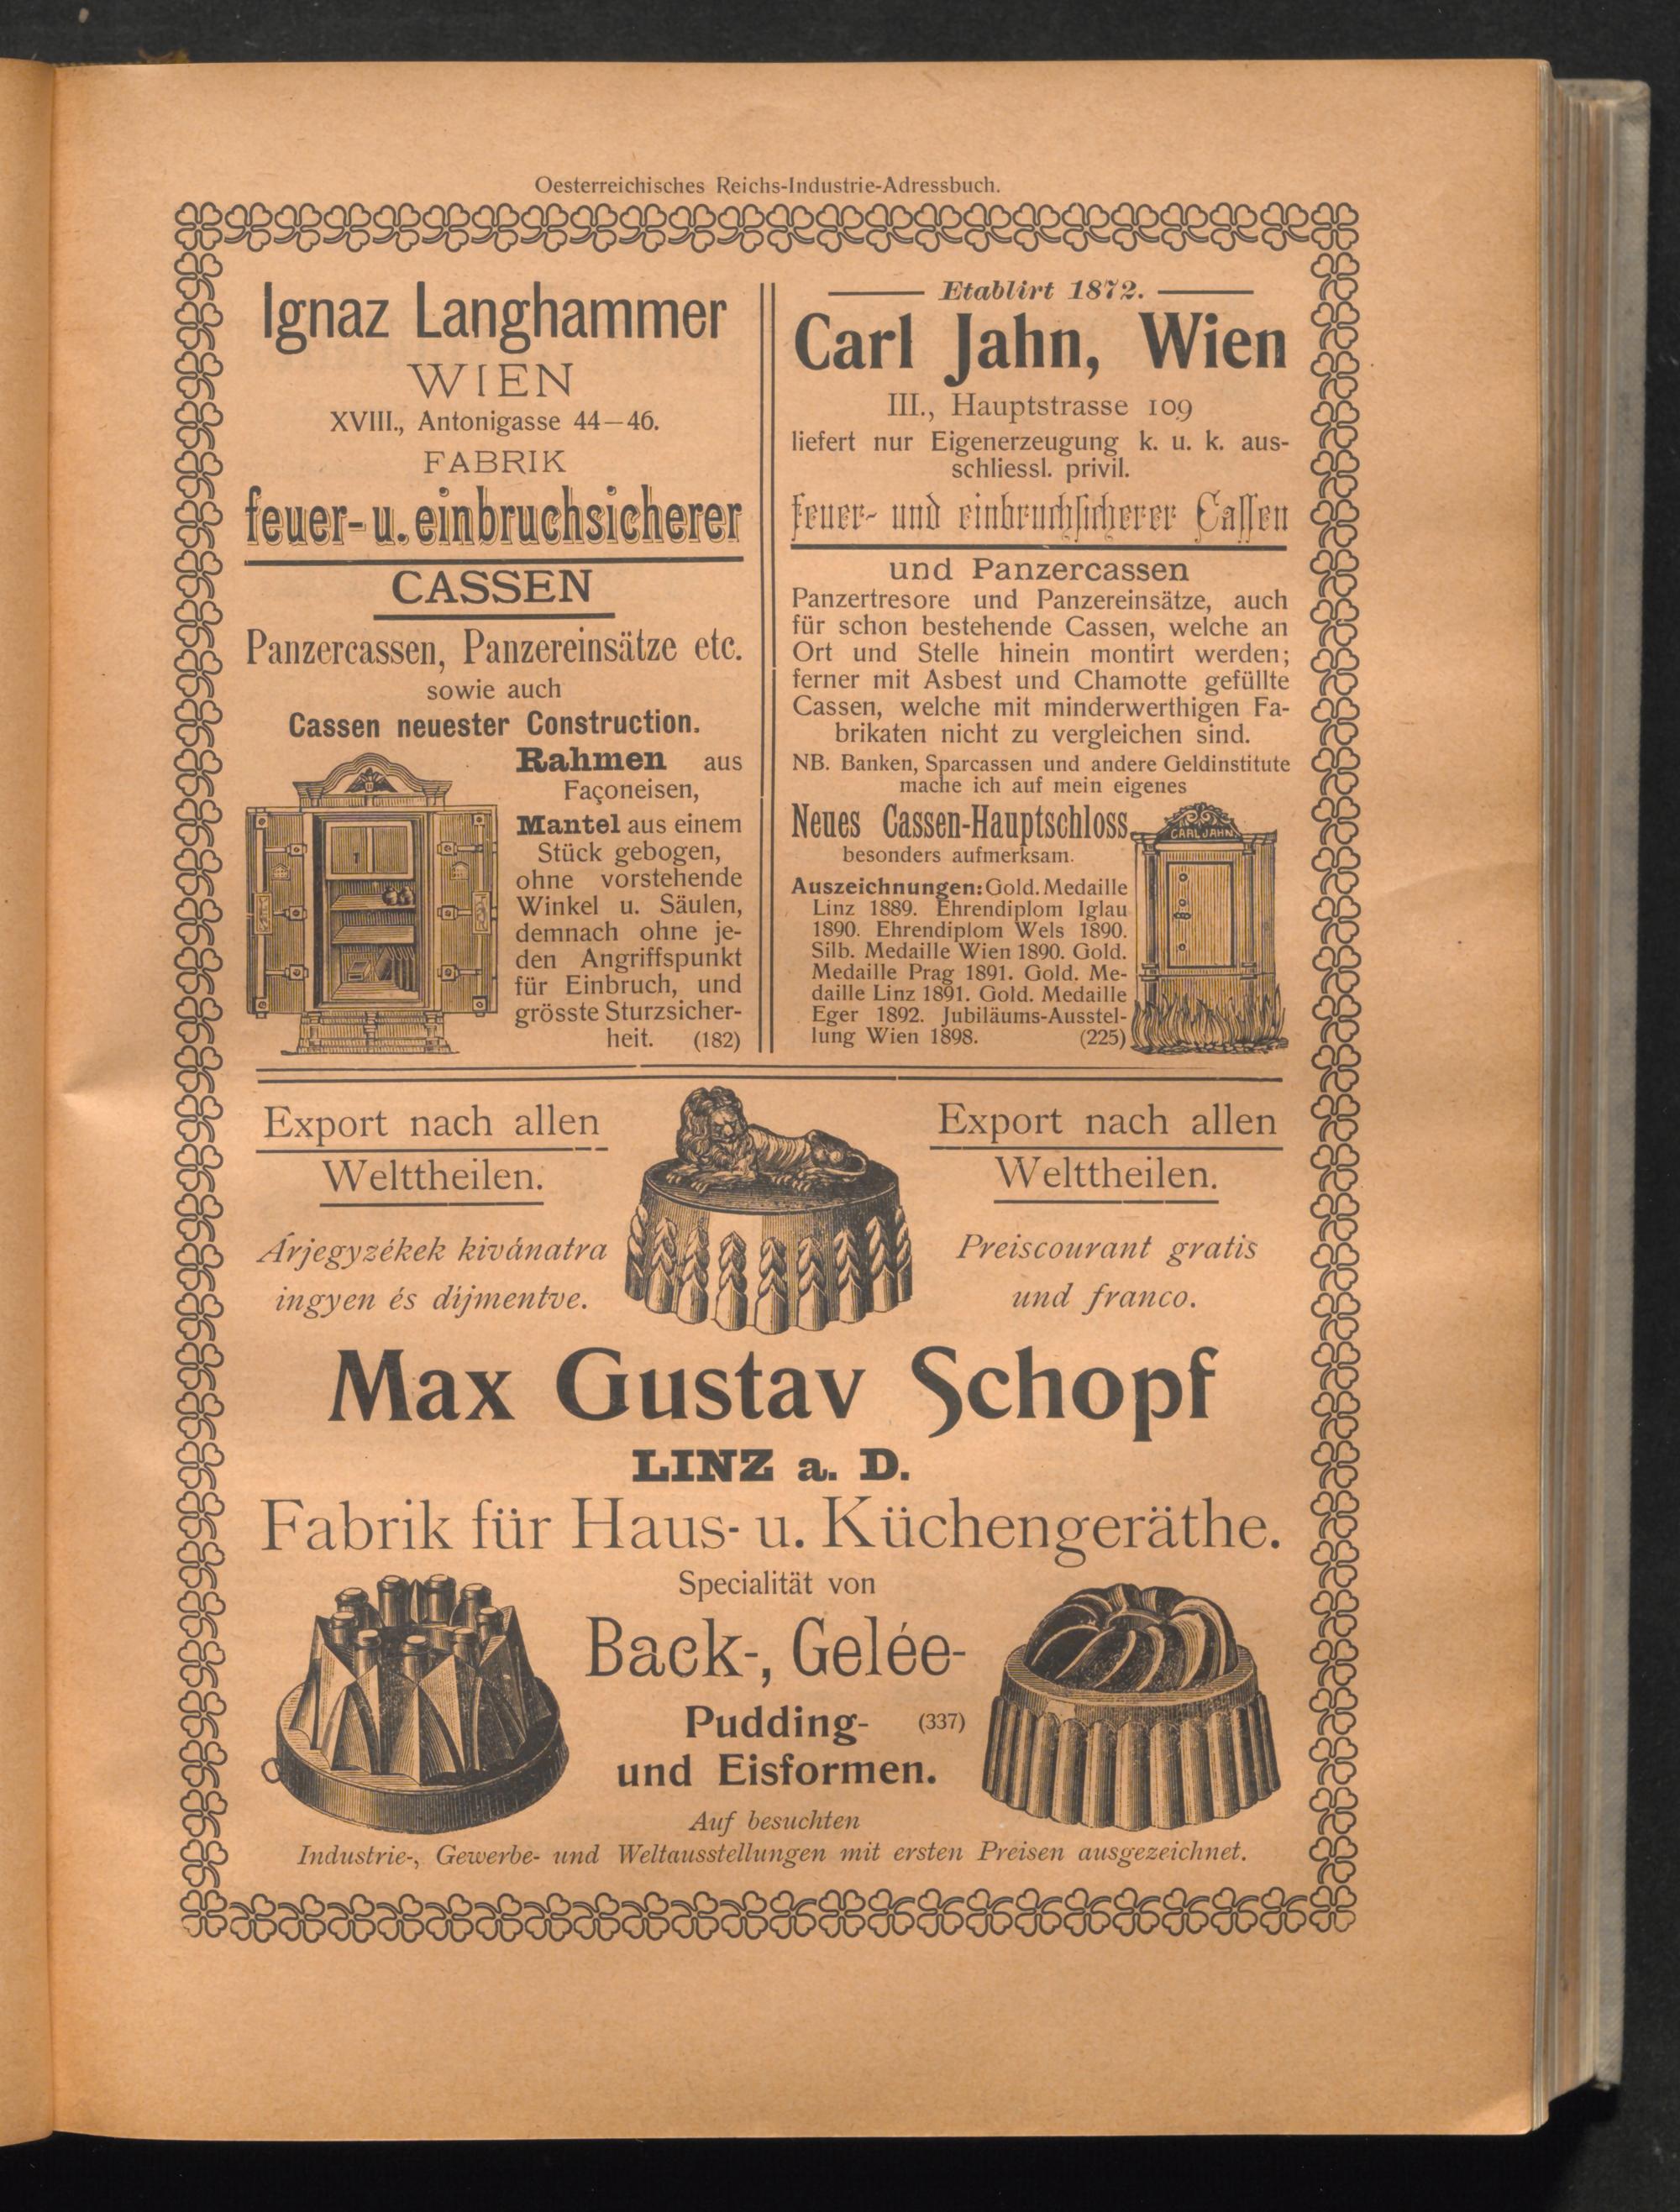 Oesterreichisches Reichs-Industrie-Adressbuch.
Ignaz Langhammer
WIEN
XVIII., Antonigasse 44—46.
FABRIK
feuer- u. einbruchsicherer
CASSEN
Panzercassen, Panzereinsätze etc.
sowie auch
Cassen neuester Construction.
Rahmen aus
Façoneisen,
Mantel aus einem
Stück gebogen,
ohne vorstehende
Winkel u. Säulen,
demnach ohne je-
den Angriffspunkt
für Einbruch, und
grösste Sturzsicher-
heit. (182)
Etablirt 1872.
Carl Jahn, Wien
III., Hauptstrasse 109
liefert nur Eigenerzeugung k. u. k. aus-
schliessl. privil.
feuer- und einbruchsicherer Cassen
und Panzercassen
Panzertresore und Panzereinsätze, auch
für schon bestehende Cassen, welche an
Ort und Stelle hinein montirt werden;
ferner mit Asbest und Chamotte gefüllte
Cassen, welche mit minderwerthigen Fa-
brikaten nicht zu vergleichen sind.
NB. Banken, Sparcassen und andere Geldinstitute
mache ich auf mein eigenes
Neues Cassen-Hauptschloss
besonders aufmerksam.
CARL JAHN
Auszeichnungen: Gold. Medaille
Linz 1889. Ehrendiplom Iglau
1890. Ehrendiplom Wels 1890.
Silb. Medaille Wien 1890. Gold.
Medaille Prag 1891. Gold. Me-
daille Linz 1891. Gold. Medaille
Eger 1892. Jubiläums-Ausstel-
lung Wien 1898. (225)
Export nach allen
Welttheilen.
Árjegyzékek kivánatra
ingyen és dijmentve.
Export nach allen
Welttheilen.
Preiscourant gratis
und franco.
Max Gustav Schopf
LINZ a. D.
Fabrik für Haus- u. Küchengeräthe.
Specialität von
Back-, Gelée-
Pudding- (337)
und Eisformen.
Auf besuchten
Industrie-, Gewerbe- und Weltausstellungen mit ersten Preisen ausgezeichnet.